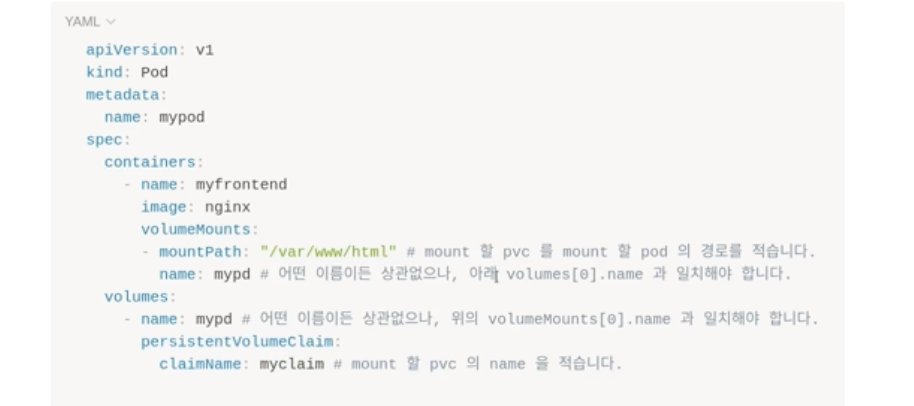 YAML
apiVersion: v1
kind: Pod
metadata:
  name: mypod
spec:
  containers:
    - name: myfrontend
      image: nginx
      volumeMounts:
      - mountPath: "/var/www/html" # mount 할 pvc 를 mount 할 pod 의 경로를 적습니다.
        name: mypd # 어떤 이름이든 상관없으나, 아래 volumes[0].name 과 일치해야 합니다.
  volumes:
    - name: mypd # 어떤 이름이든 상관없으나, 위의 volumeMounts[0].name 과 일치해야 합니다.
      persistentVolumeClaim:
        claimName: myclaim # mount 할 pvc 의 name 을 적습니다.